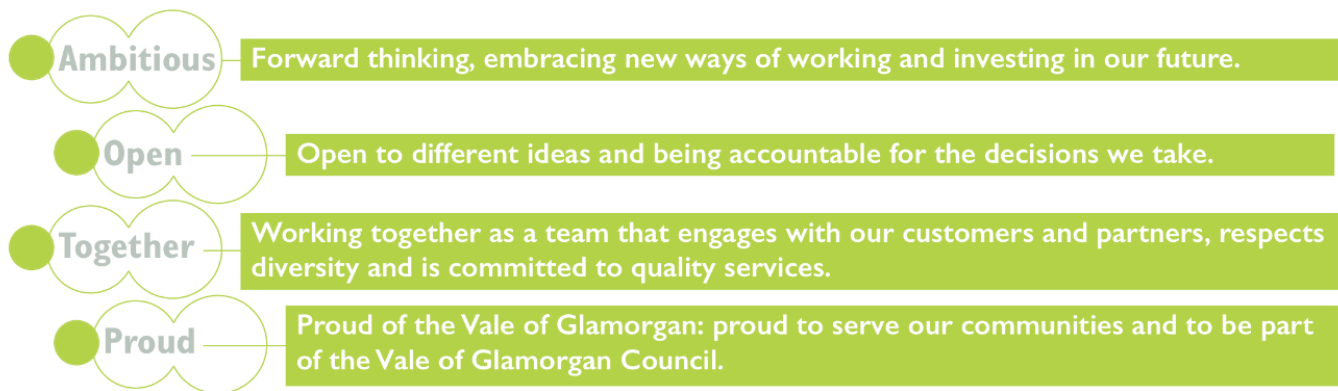 Ambitious
Forward thinking, embracing new ways of working and investing in our future.
Open
Open to different ideas and being accountable for the decisions we take.
Together
Working together as a team that engages with our customers and partners, respects
diversity and is committed to quality services.
Proud
Proud of the Vale of Glamorgan: proud to serve our communities and to be part
of the Vale of Glamorgan Council.